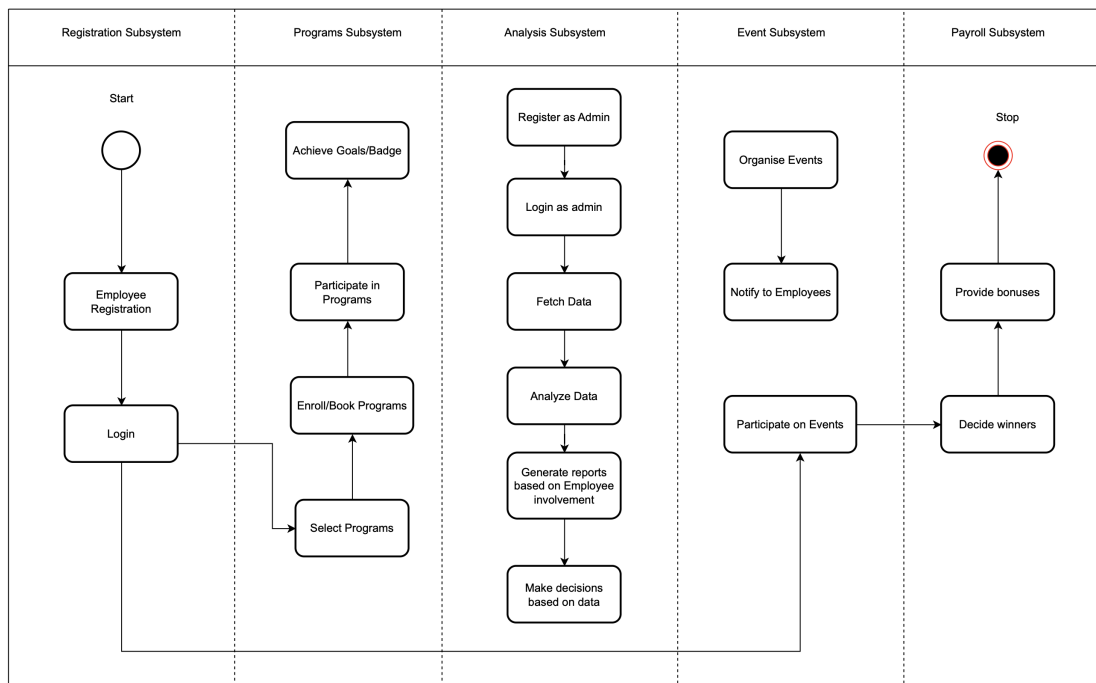 Registration Subsystem
Programs Subsystem
Analysis Subsystem
Event Subsystem
Payroll Subsystem
Start
Employee
Registration
Login
Achieve Goals/Badge
Participate in
Programs
Enroll/Book Programs
Select Programs
Register as Admin
Login as admin
Fetch Data
Analyze Data
Generate reports
based on Employee
involvement
Make decisions
based on data
Organise Events
Notify to Employees
Participate on Events
Stop
Provide bonuses
Decide winners